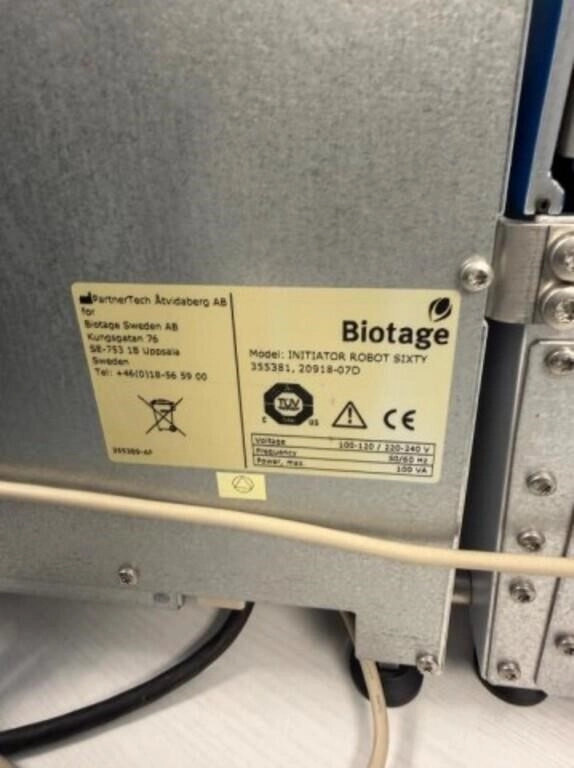 PartnerTech Åtvidaberg AB
for
Biotage Sweden AB
Kungsgatan 76
SE-753 18 Uppsala
Sweden
Tel: +46(0)18-56 59 00
355389-AF
Biotage
Model: INITIATOR ROBOT SIXTY
355381, 20918-07D
C TÜV US
CE
Voltage 100-120 / 220-240 V
Frequency 50/60 Hz
Power, max. 100 VA